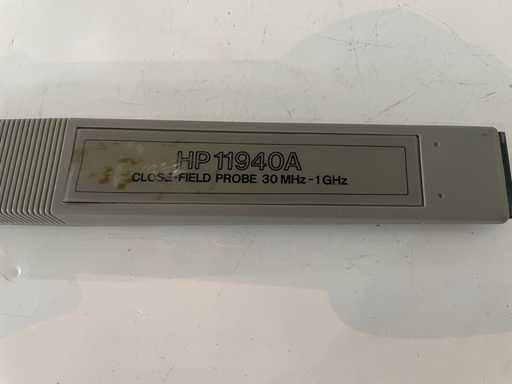 HP 11940A
CLOSE-FIELD PROBE 30 MHz - 1 GHz